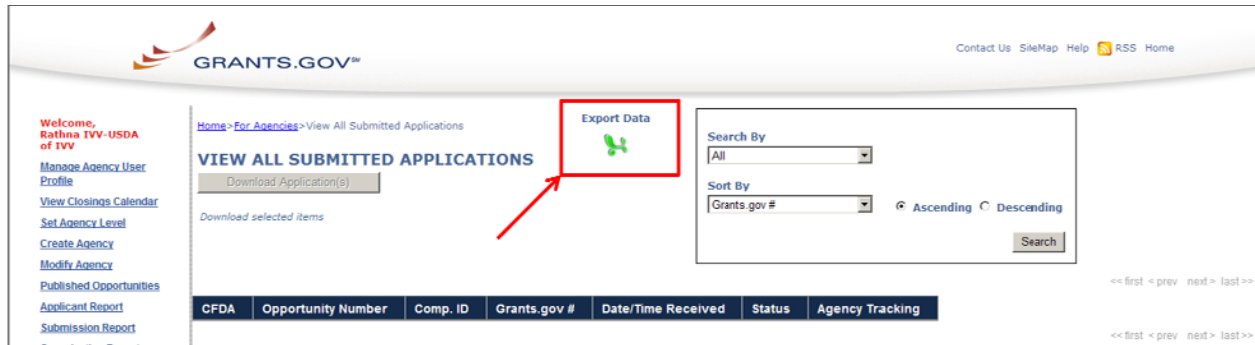 GRANTS.GOV℠
Contact Us SiteMap Help RSS Home
Welcome,
Rathna IVV-USDA
of IVV
Manage Agency User
Profile
View Closings Calendar
Set Agency Level
Create Agency
Modify Agency
Published Opportunities
Applicant Report
Submission Report
Home>For Agencies>View All Submitted Applications
VIEW ALL SUBMITTED APPLICATIONS
Download Application(s)
Download selected items
Export Data
Search By
All
Sort By
Grants.gov #
Ascending Descending
Search
<< first < prev next > last >>
CFDA Opportunity Number Comp. ID Grants.gov # Date/Time Received Status Agency Tracking
<< first < prev next > last >>